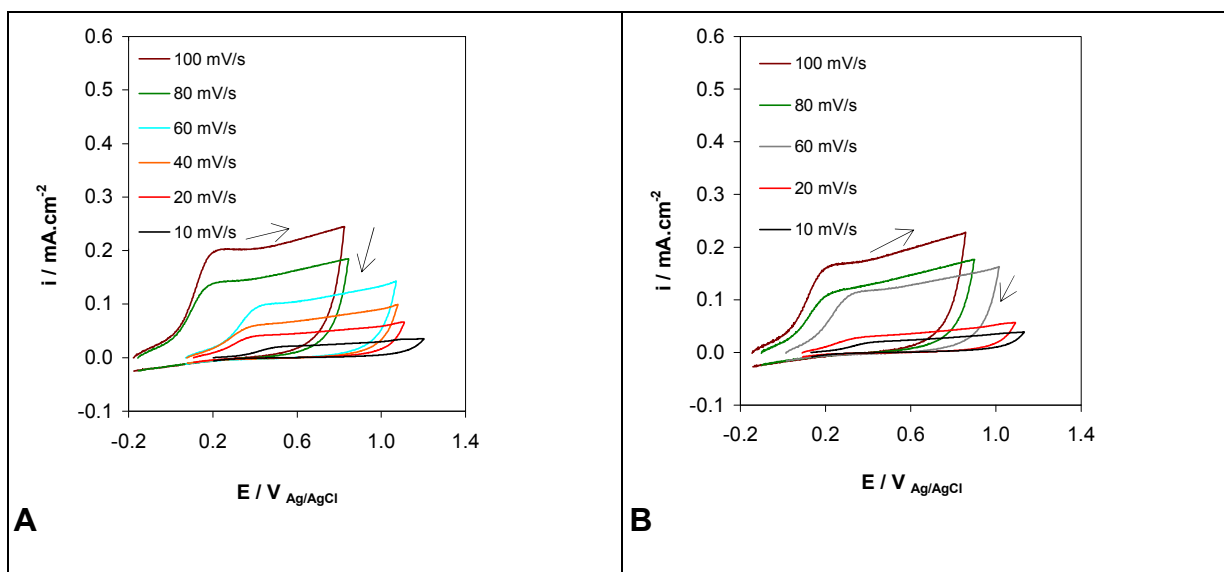 0.6
0.5
0.4
0.3
0.2
0.1
0.0
-0.1
-0.2 0.2 0.6 1.0 1.4
i / mA.cm-2
E / V Ag/AgCl
100 mV/s
80 mV/s
60 mV/s
40 mV/s
20 mV/s
10 mV/s
A
0.6
0.5
0.4
0.3
0.2
0.1
0.0
-0.1
-0.2 0.2 0.6 1.0 1.4
i / mA.cm-2
E / V Ag/AgCl
100 mV/s
80 mV/s
60 mV/s
20 mV/s
10 mV/s
B